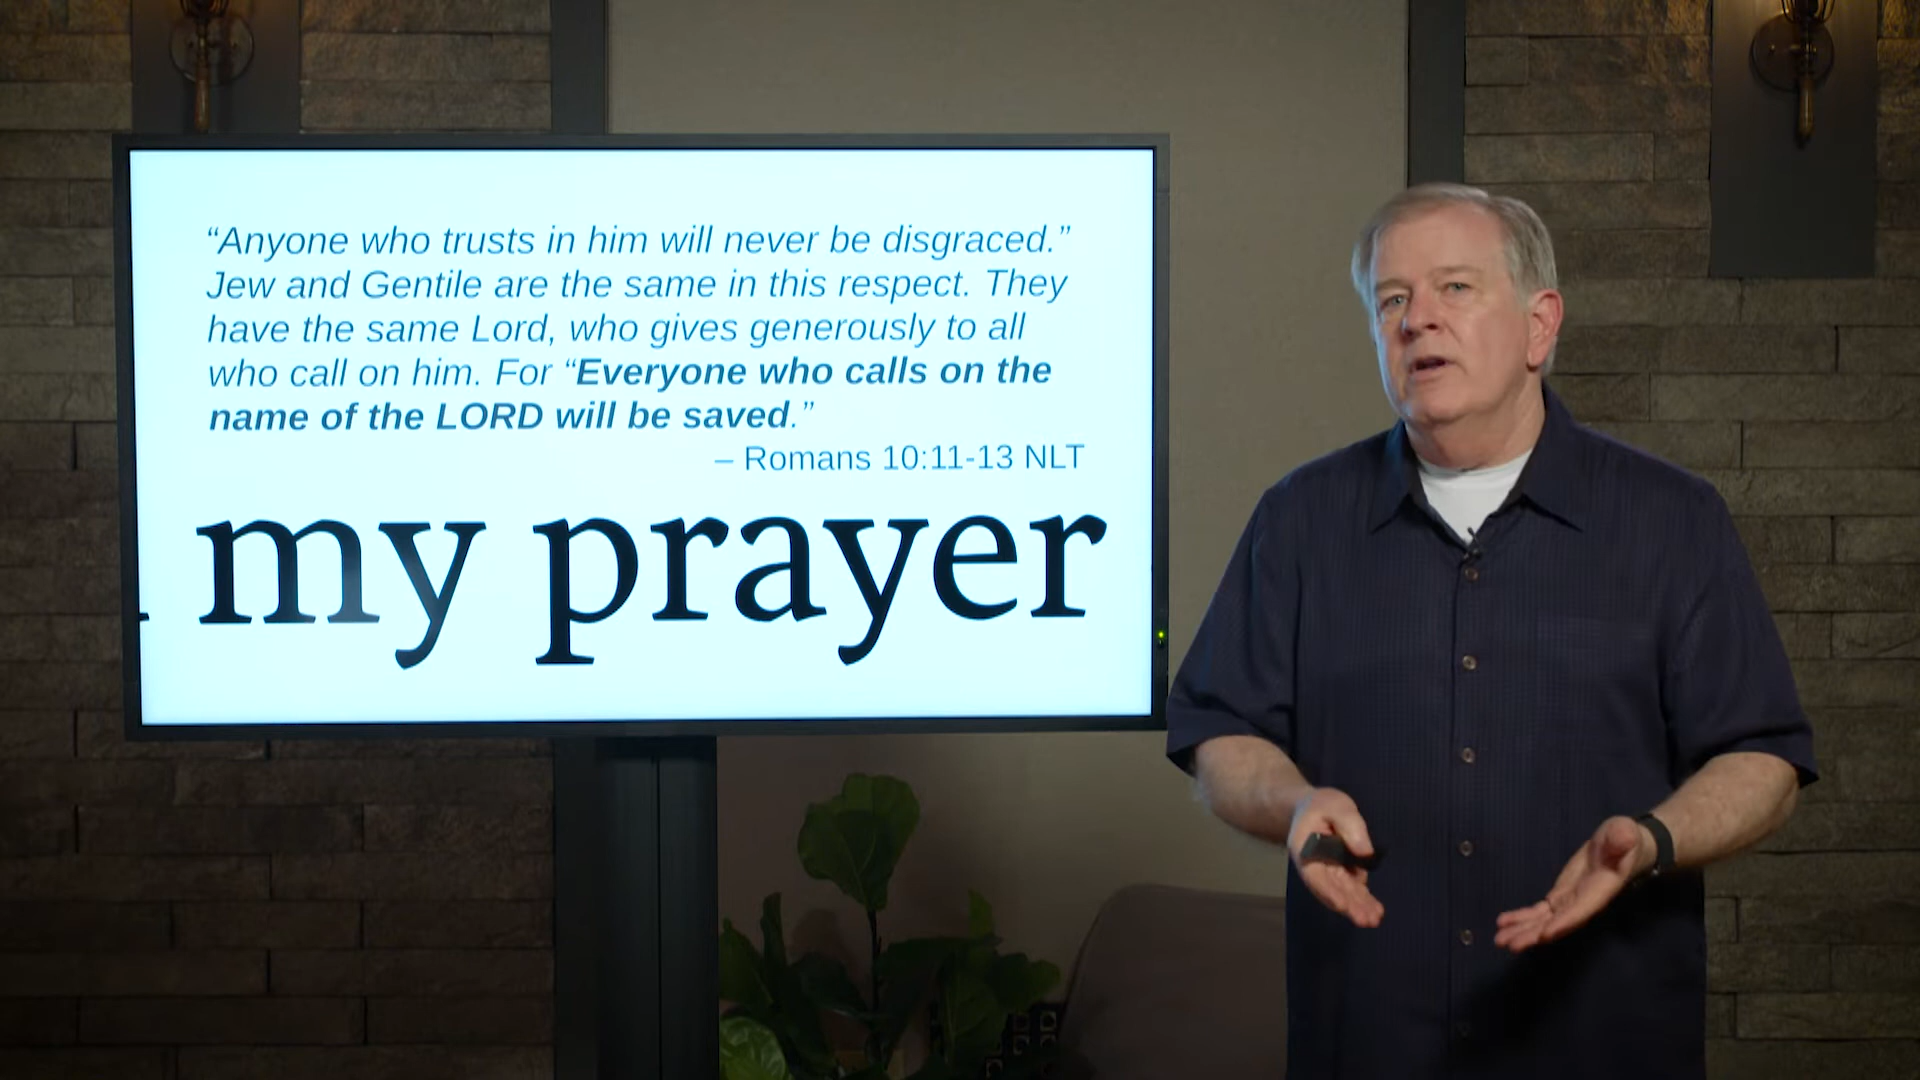 “Anyone who trusts in him will never be disgraced.”
Jew and Gentile are the same in this respect. They
have the same Lord, who gives generously to all
who call on him. For “Everyone who calls on the
name of the LORD will be saved.”
– Romans 10:11-13 NLT
my prayer